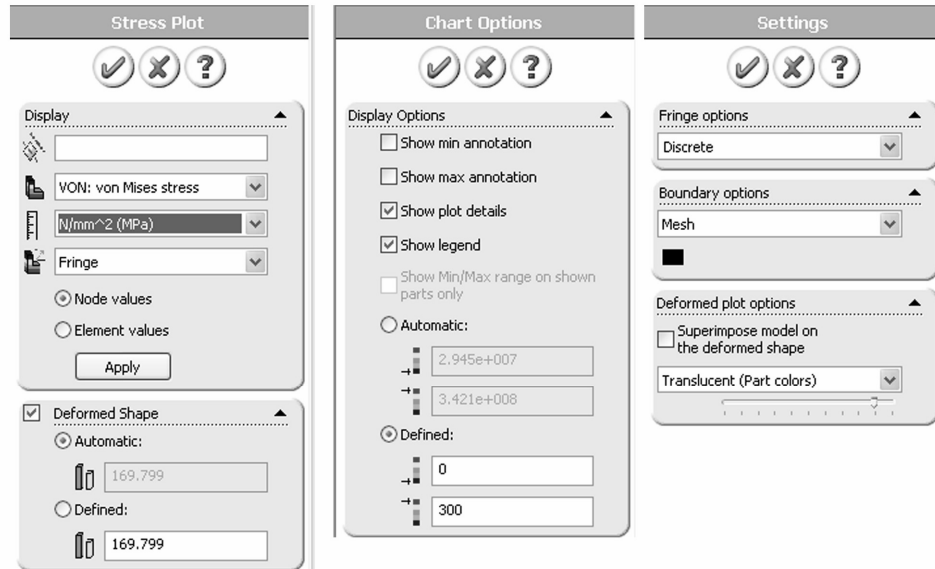 Stress Plot
?
Display
VON: von Mises stress
N/mm^2 (MPa)
Fringe
Node values
Element values
Apply
Deformed Shape
Automatic:
169.799
Defined:
169.799
Chart Options
?
Display Options
Show min annotation
Show max annotation
Show plot details
Show legend
Show Min/Max range on shown
parts only
Automatic:
2.945e+007
3.421e+008
Defined:
0
300
Settings
?
Fringe options
Discrete
Boundary options
Mesh
Deformed plot options
Superimpose model on
the deformed shape
Translucent (Part colors)